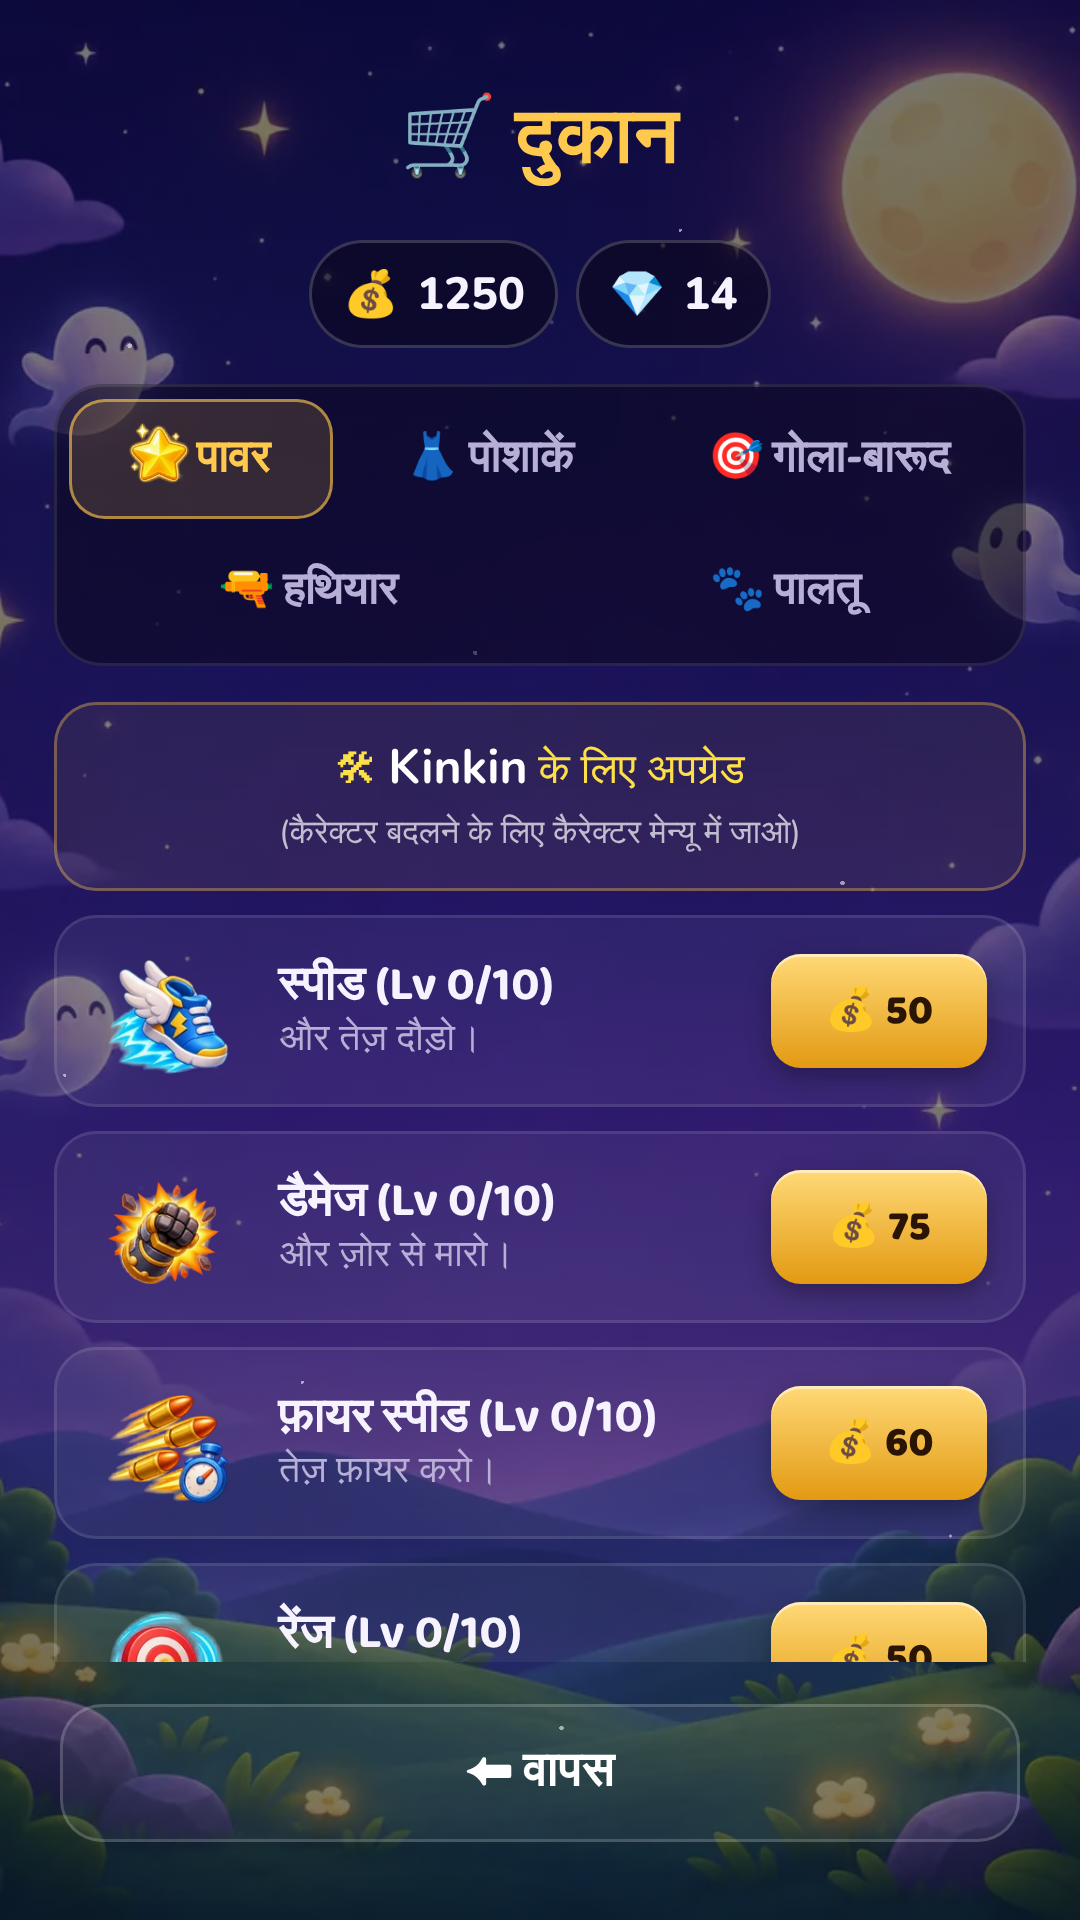 दुकान
1250 14
पावर पोशाकें गोला-बारूद
हथियार पालतू
Kinkin के लिए अपग्रेड
(कैरेक्टर बदलने के लिए कैरेक्टर मेन्यू में जाओ)
स्पीड (Lv 0/10)
और तेज़ दौड़ो।
50
डैमेज (Lv 0/10)
और ज़ोर से मारो।
75
फ़ायर स्पीड (Lv 0/10)
तेज़ फ़ायर करो।
60
रेंज (Lv 0/10)
50
वापस